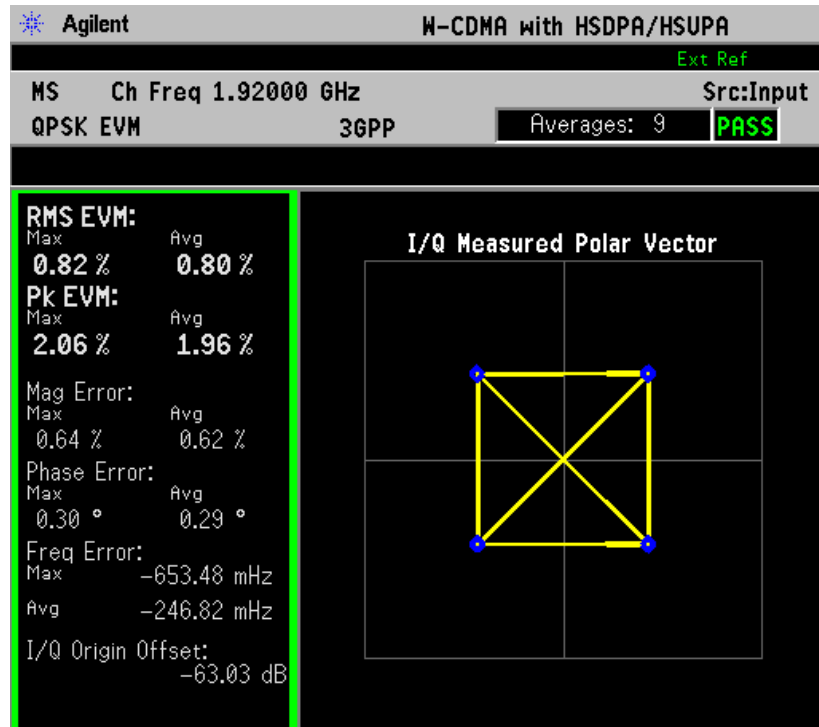 Agilent W-CDMA with HSDPA/HSUPA
Ext Ref
MS Ch Freq 1.92000 GHz Src:Input
QPSK EVM 3GPP Averages: 9 PASS
RMS EVM:
Max Avg
0.82 % 0.80 %
Pk EVM:
Max Avg
2.06 % 1.96 %
Mag Error:
Max Avg
0.64 % 0.62 %
Phase Error:
Max Avg
0.30 ° 0.29 °
Freq Error:
Max -653.48 mHz
Avg -246.82 mHz
I/Q Origin Offset:
-63.03 dB
I/Q Measured Polar Vector